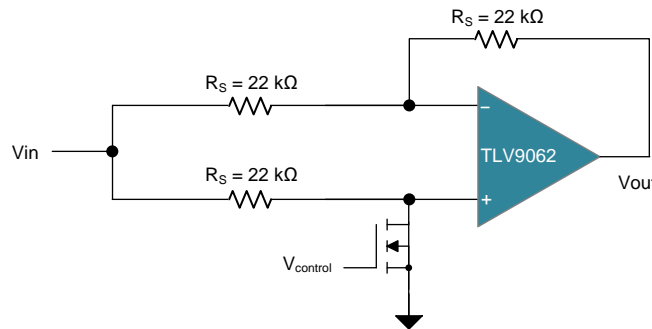 R_S = 22 kΩ
R_S = 22 kΩ
−
Vin
TLV9062
R_S = 22 kΩ
Vout
+
V_control